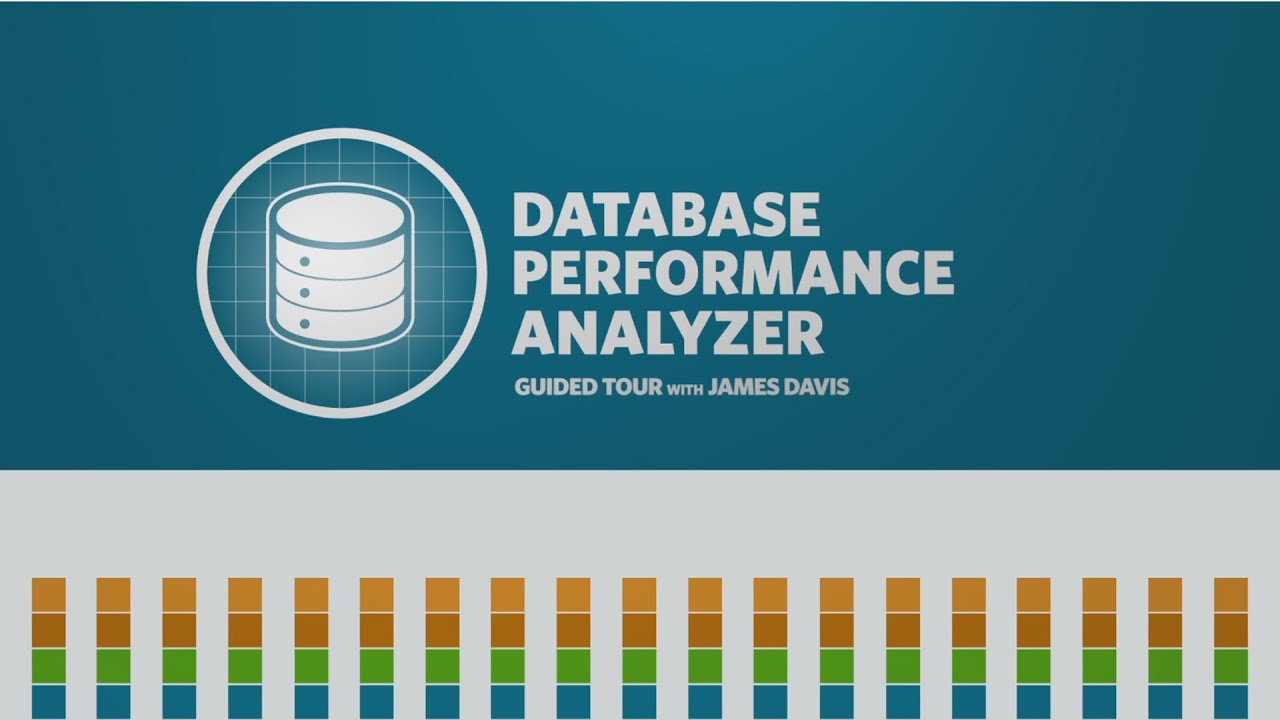 DATABASE
PERFORMANCE
ANALYZER
GUIDED TOUR WITH JAMES DAVIS